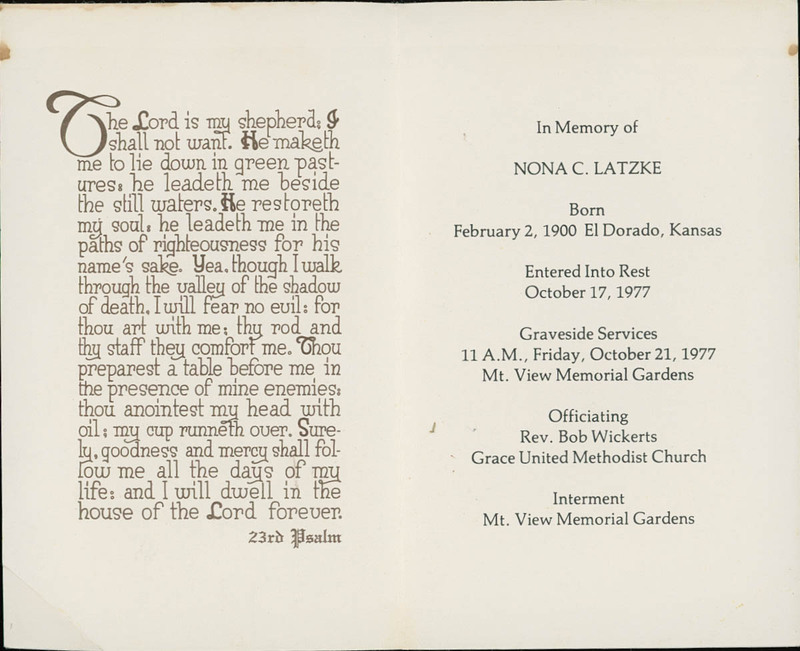 The Lord is my shepherd; I
shall not want. He maketh
me to lie down in green past-
ures: he leadeth me beside
the still waters. He restoreth
my soul: he leadeth me in the
paths of righteousness for his
name's sake. Yea, though I walk
through the valley of the shadow
of death, I will fear no evil: for
thou art with me; thy rod and
thy staff they comfort me. Thou
preparest a table before me in
the presence of mine enemies:
thou anointest my head with
oil; my cup runneth over. Sure-
ly, goodness and mercy shall fol-
low me all the days of my
life: and I will dwell in the
house of the Lord forever.
23rd Psalm
In Memory of
NONA C. LATZKE
Born
February 2, 1900 El Dorado, Kansas
Entered Into Rest
October 17, 1977
Graveside Services
11 A.M., Friday, October 21, 1977
Mt. View Memorial Gardens
Officiating
Rev. Bob Wickerts
Grace United Methodist Church
Interment
Mt. View Memorial Gardens